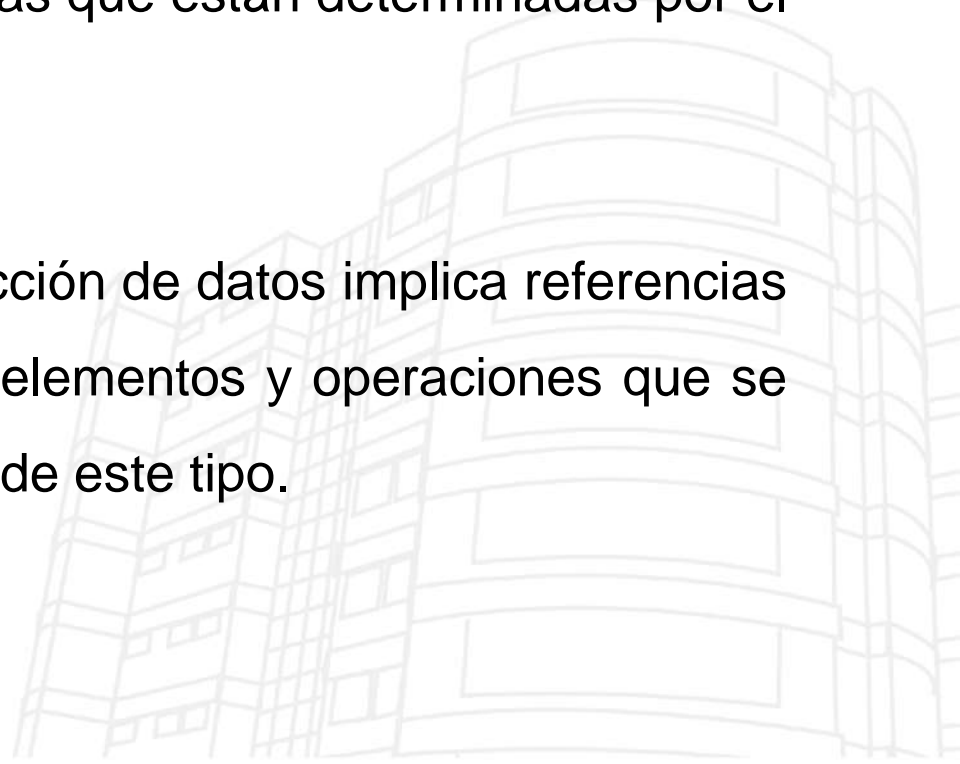 as que están determinadas por el
cción de datos implica referencias
elementos y operaciones que se
de este tipo.